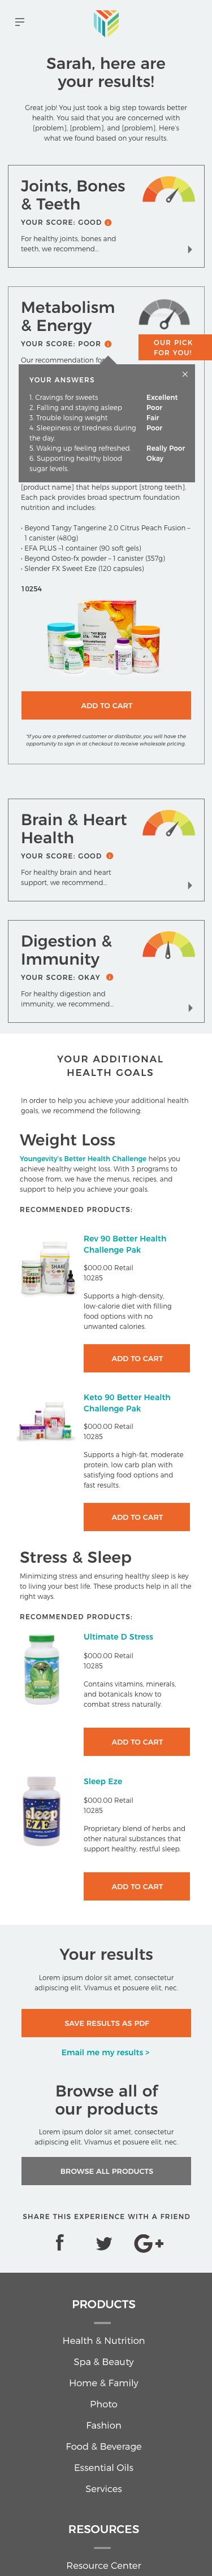 Sarah, here are
your results!
Great job! You just took a big step towards better
health. You said that you are concerned with
[problem], [problem], and [problem]. Here's
what we found based on your results.
Joints, Bones
& Teeth
YOUR SCORE: GOOD
For healthy joints, bones and
teeth, we recommend...
Metabolism
& Energy
YOUR SCORE: POOR
OUR PICK
FOR YOU!
Our recommendation for
YOUR ANSWERS
1. Cravings for sweets Excellent
2. Falling and staying asleep Poor
3. Trouble losing weight Fair
4. Sleepiness or tiredness during Poor
the day.
5. Waking up feeling refreshed. Really Poor
6. Supporting healthy blood Okay
sugar levels.
[product name] that helps support [strong teeth].
Each pack provides broad spectrum foundation
nutrition and includes:
• Beyond Tangy Tangerine 2.0 Citrus Peach Fusion –
1 canister (480g)
• EFA PLUS –1 container (90 soft gels)
• Beyond Osteo-fx powder – 1 canister (357g)
• Slender FX Sweet Eze (120 capsules)
10254
ADD TO CART
*If you are a preferred customer or distributor, you will have the
opportunity to sign in at checkout to receive wholesale pricing.
Brain & Heart
Health
YOUR SCORE: GOOD
For healthy brain and heart
support, we recommend...
Digestion &
Immunity
YOUR SCORE: OKAY
For healthy digestion and
immunity, we recommend...
YOUR ADDITIONAL
HEALTH GOALS
In order to help you achieve your additional health
goals, we recommend the following:
Weight Loss
Youngevity's Better Health Challenge helps you
achieve healthy weight loss. With 3 programs to
choose from, we have the menus, recipes, and
support to help you achieve your goals.
RECOMMENDED PRODUCTS:
Rev 90 Better Health
Challenge Pak
$000.00 Retail
10285
Supports a high-density,
low-calorie diet with filling
food options with no
unwanted calories.
ADD TO CART
Keto 90 Better Health
Challenge Pak
$000.00 Retail
10285
Supports a high-fat, moderate
protein, low carb plan with
satisfying food options and
fast results.
ADD TO CART
Stress & Sleep
Minimizing stress and ensuring healthy sleep is key
to living your best life. These products help in all the
right ways.
RECOMMENDED PRODUCTS:
Ultimate D Stress
$000.00 Retail
10285
Contains vitamins, minerals,
and botanicals know to
combat stress naturally.
ADD TO CART
Sleep Eze
$000.00 Retail
10285
Proprietary blend of herbs and
other natural substances that
support healthy, restful sleep.
sleep
EZE
ADD TO CART
Your results
Lorem ipsum dolor sit amet, consectetur
adipiscing elit. Vivamus et posuere elit, nec.
SAVE RESULTS AS PDF
Email me my results >
Browse all of
our products
Lorem ipsum dolor sit amet, consectetur
adipiscing elit. Vivamus et posuere elit, nec.
BROWSE ALL PRODUCTS
SHARE THIS EXPERIENCE WITH A FRIEND
PRODUCTS
Health & Nutrition
Spa & Beauty
Home & Family
Photo
Fashion
Food & Beverage
Essential Oils
Services
RESOURCES
Resource Center